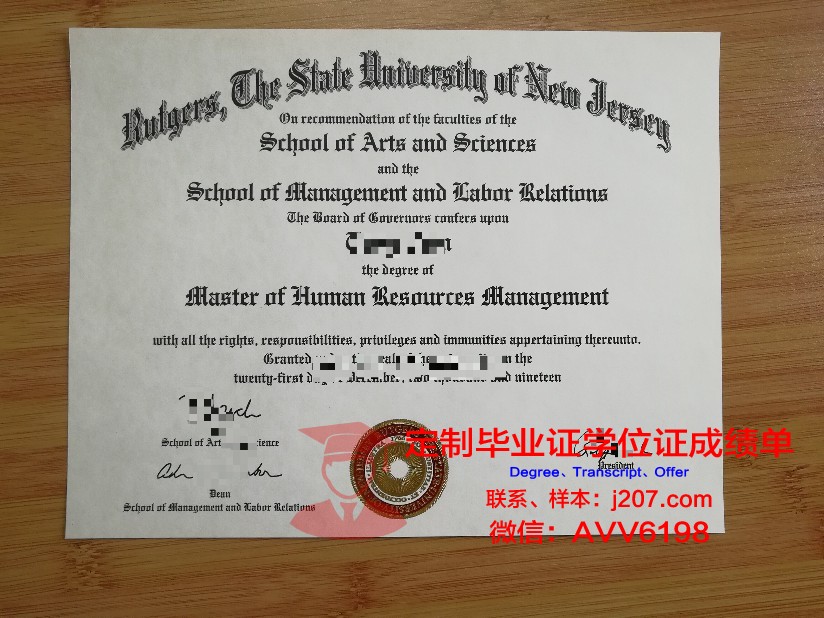 Rutgers, The State University of New Jersey
On recommendation of the faculties of the
School of Arts and Sciences
and the
School of Management and Labor Relations
The Board of Governors confers upon
the degree of
Master of Human Resources Management
with all the rights, responsibilities, privileges and immunities appertaining thereunto.
Granted the
twenty-first nineteen
School of
定制毕业证学位证成绩单
President
Degree, Transcript, Offer
Dean
School of Management and Labor Relations
联系、样本：j207.com
微信：AVV6198